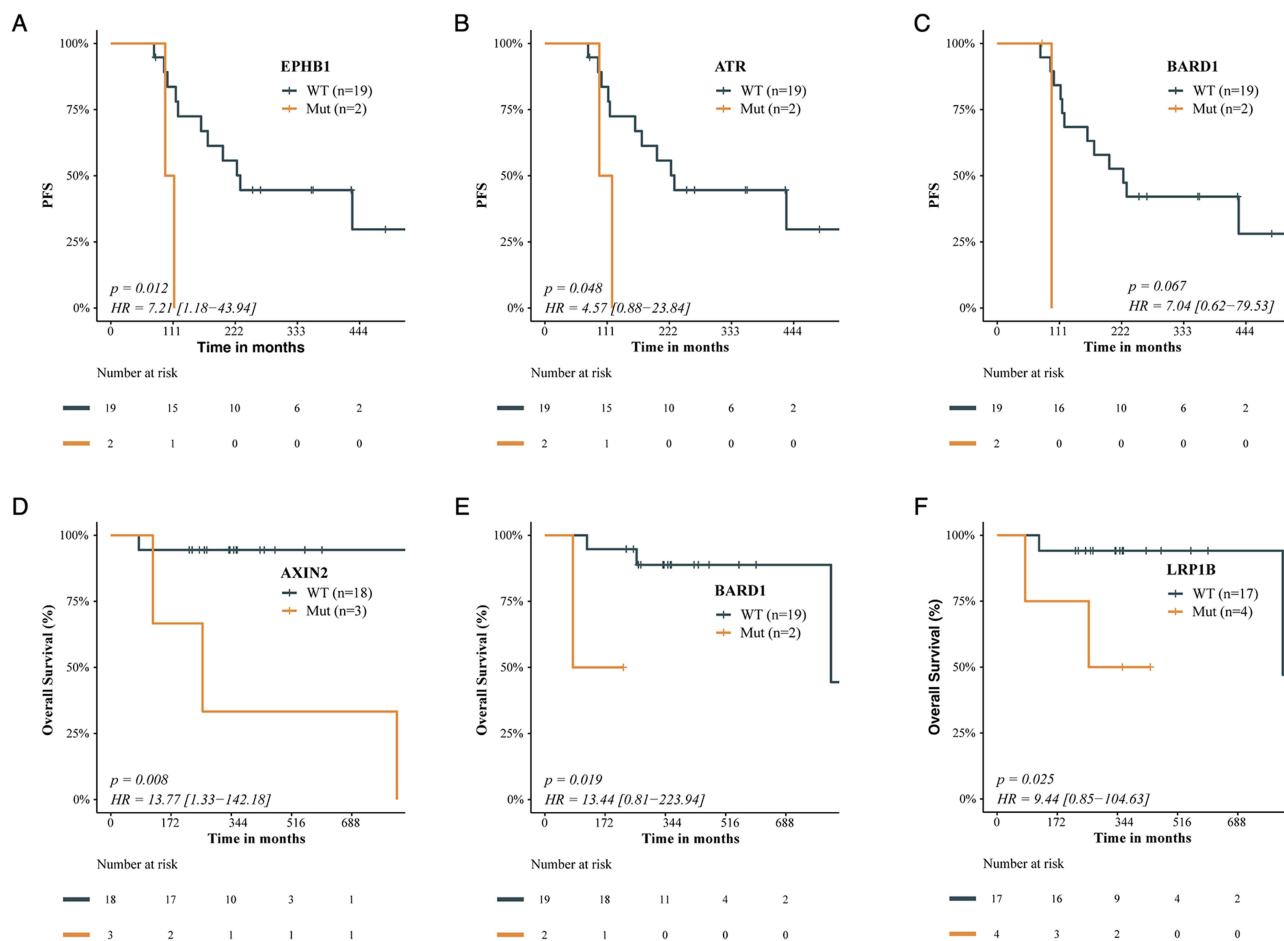 A
EPHB1
WT (n=19)
Mut (n=2)
PFS
100%
75%
50%
25%
0%
p = 0.012
HR = 7.21 [1.18−43.94]
0 111 222 333 444
Time in months
Number at risk
19 15 10 6 2
2 1 0 0 0
B
ATR
WT (n=19)
Mut (n=2)
PFS
100%
75%
50%
25%
0%
p = 0.048
HR = 4.57 [0.88−23.84]
0 111 222 333 444
Time in months
Number at risk
19 15 10 6 2
2 1 0 0 0
C
BARD1
WT (n=19)
Mut (n=2)
PFS
100%
75%
50%
25%
0%
p = 0.067
HR = 7.04 [0.62−79.53]
0 111 222 333 444
Time in months
Number at risk
19 16 10 6 2
2 0 0 0 0
D
AXIN2
WT (n=18)
Mut (n=3)
Overall Survival (%)
100%
75%
50%
25%
0%
p = 0.008
HR = 13.77 [1.33−142.18]
0 172 344 516 688
Time in months
Number at risk
18 17 10 3 1
3 2 1 1 1
E
BARD1
WT (n=19)
Mut (n=2)
Overall Survival (%)
100%
75%
50%
25%
0%
p = 0.019
HR = 13.44 [0.81−223.94]
0 172 344 516 688
Time in months
Number at risk
19 18 11 4 2
2 1 0 0 0
F
LRP1B
WT (n=17)
Mut (n=4)
Overall Survival (%)
100%
75%
50%
25%
0%
p = 0.025
HR = 9.44 [0.85−104.63]
0 172 344 516 688
Time in months
Number at risk
17 16 9 4 2
4 3 2 0 0